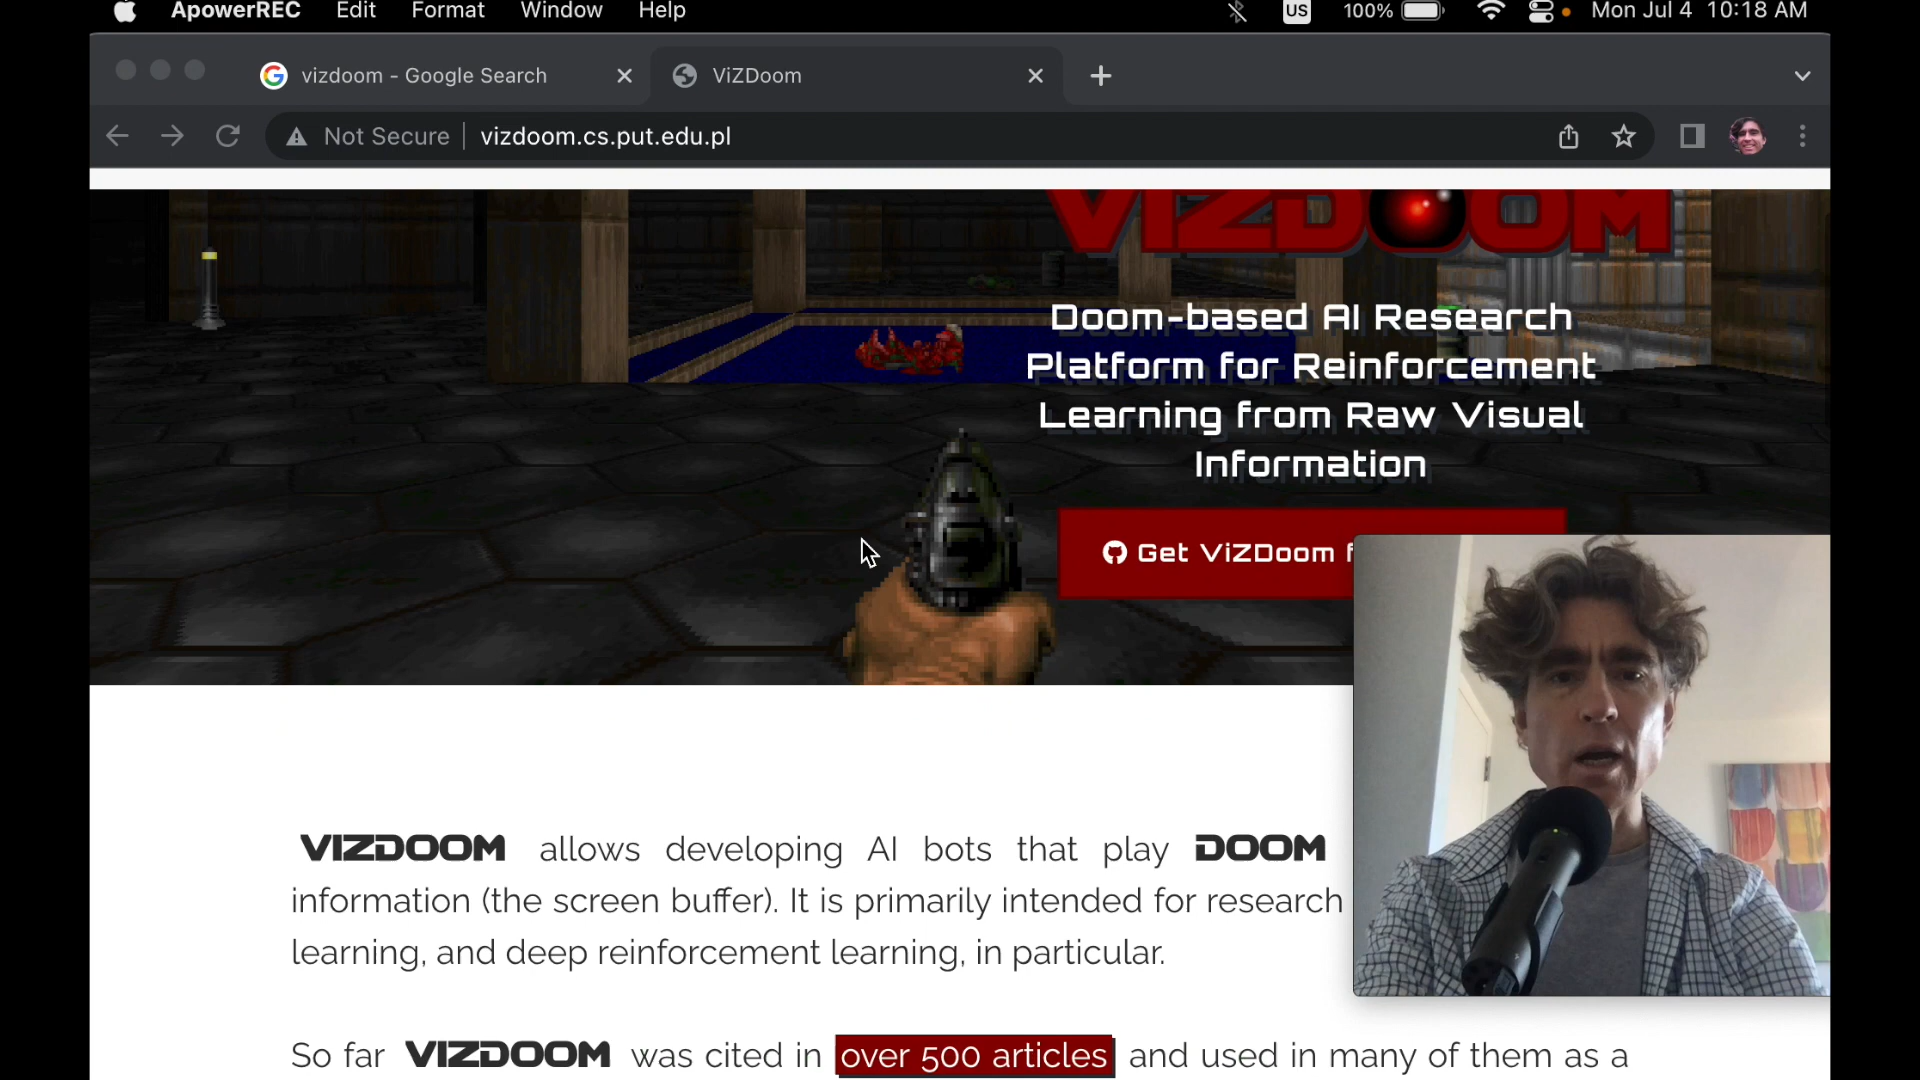 ApowerREC Edit Format Window Help US 100% Mon Jul 4 10:18 AM
vizdoom - Google Search ViZDoom
Not Secure vizdoom.cs.put.edu.pl
VIZDOOM
Doom-based AI Research
Platform for Reinforcement
Learning from Raw Visual
Information
Get ViZDoom f
VIZDOOM allows developing AI bots that play DOOM
information (the screen buffer). It is primarily intended for research
learning, and deep reinforcement learning, in particular.
So far VIZDOOM was cited in over 500 articles and used in many of them as a